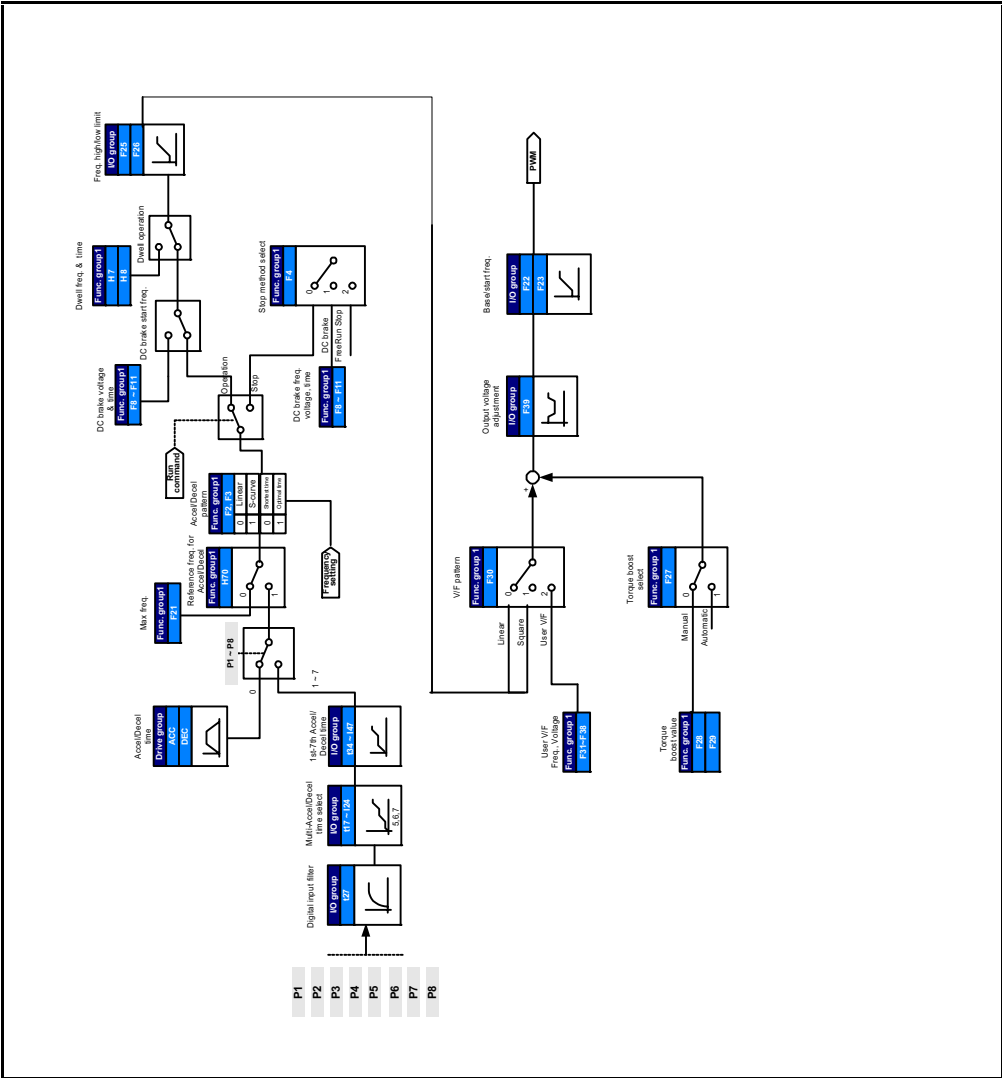 P1
P2
P3
P4
P5
P6
P7
P8
Digital input filter
I/O group
t27
Multi-Accel/Decel
time select
I/O group
t17 ~ I24
5,6,7
1st-7th Accel/
Decel time
I/O group
t34 ~ I47
Accel/Decel
time
Drive group
ACC
DEC
P1 ~ P8
0
1 ~ 7
Max freq.
Func. group1
F21
Reference freq. for
Accel/Decel
Func. group1
H70
0
1
Accel/Decel
pattern
Func. group1
F2, F3
0
Linear
1
S-curve
0
Shortest time
1
Optimal time
Frequency
setting
Run
command
Operation
Stop
DC brake voltage
& time
Func. group1
F8 ~ F11
DC brake start freq.
Dwell freq. & time
Func. group1
H 7
H 8
Dwell operation
Freq. high/low limit
I/O group
F25
F26
Stop method select
Func. group1
F4
0
1
2
DC brake
FreeRun Stop
DC brake freq.
voltage, time
Func. group1
F8 ~ F11
V/F pattern
Func. group 1
F30
0
1
2
Linear
Square
User V/F
User V/F
Freq., Voltage
Func. group 1
F31~F38
Torque
boost value
Func. group 1
F28
F29
Torque boost
select
Func. group 1
F27
0
1
Manual
Automatic
+
Output voltage
adjustment
I/O group
F39
Base/start freq.
I/O group
F22
F23
PWM